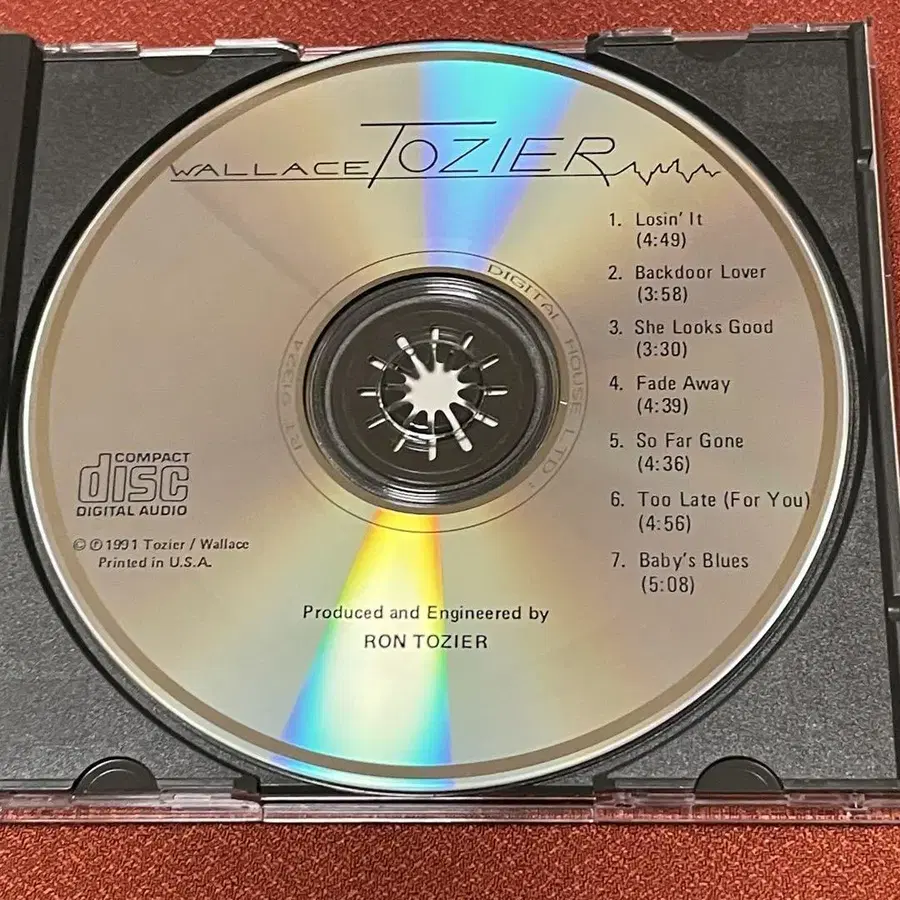 WALLACE TOZIER
1. Losin' It
(4:49)
2. Backdoor Lover
(3:58)
3. She Looks Good
(3:30)
4. Fade Away
(4:39)
5. So Far Gone
(4:36)
6. Too Late (For You)
(4:56)
7. Baby's Blues
(5:08)
DIGITAL HOUSE LTD.
RT 91324
COMPACT
disc
DIGITAL AUDIO
© ℗ 1991 Tozier / Wallace
Printed in U.S.A.
Produced and Engineered by
RON TOZIER